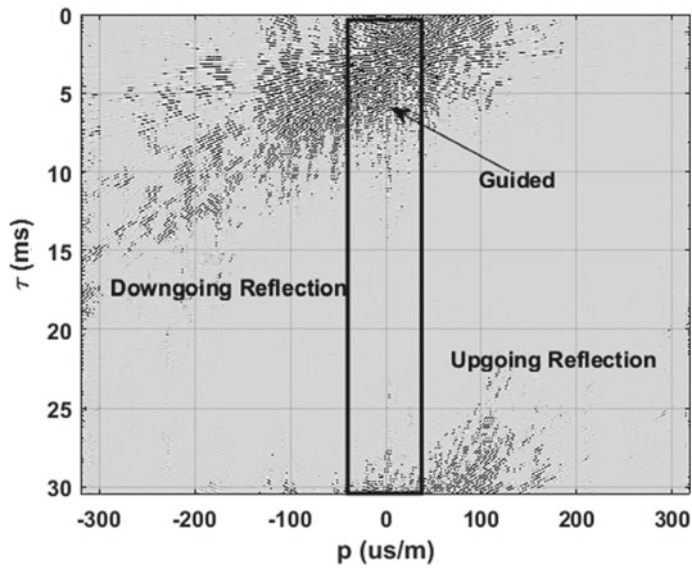 0
5
10
15
20
25
30
τ (ms)
Guided
Downgoing Reflection
Upgoing Reflection
-300 -200 -100 0 100 200 300
p (us/m)